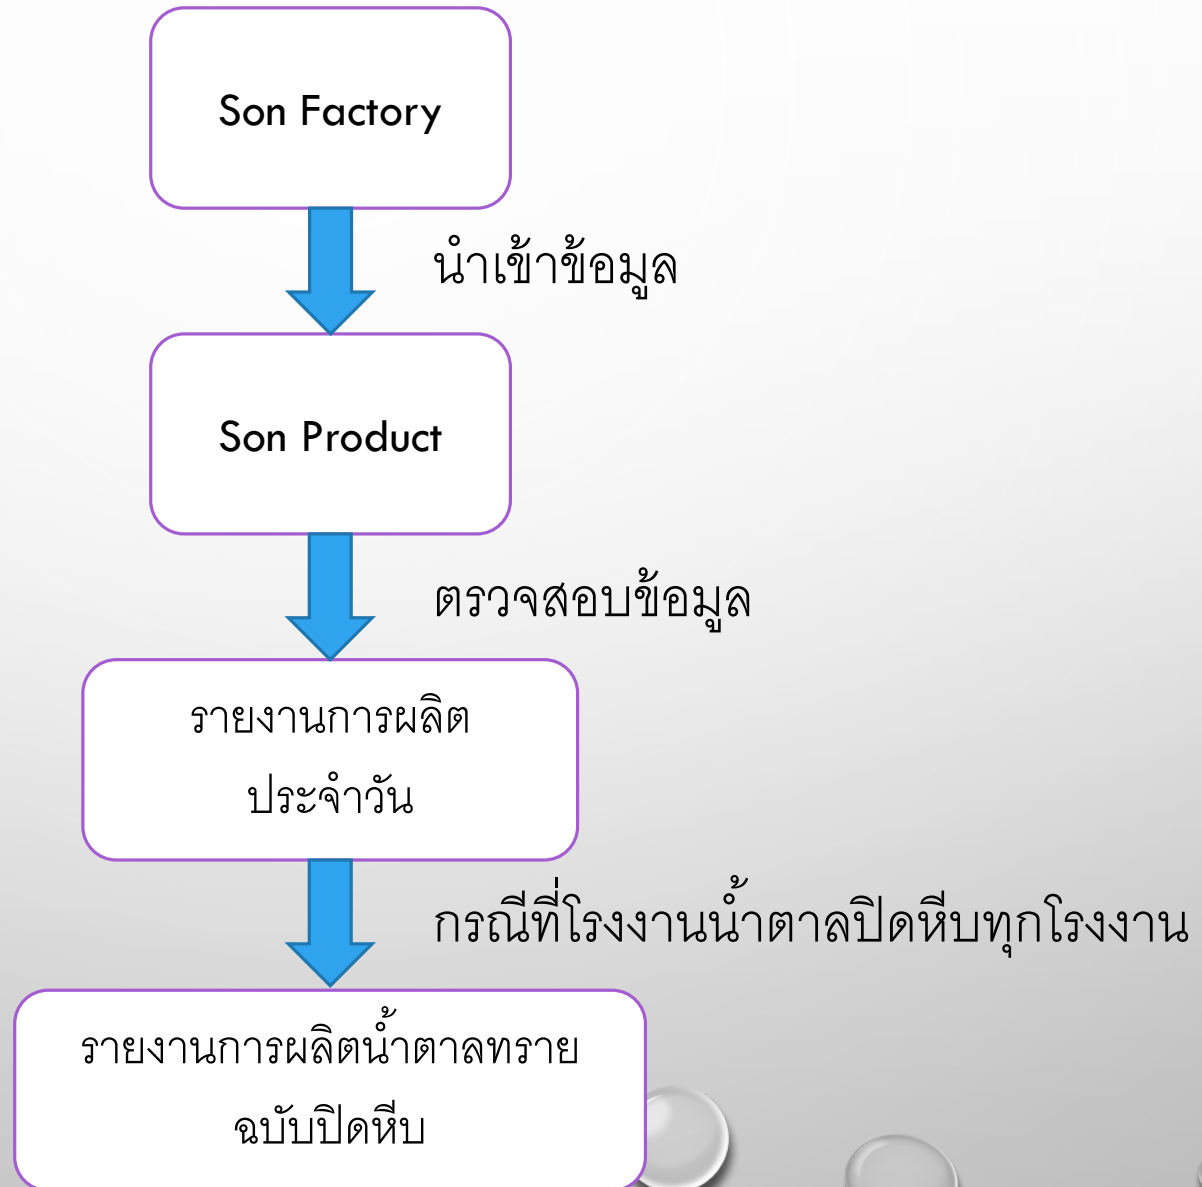 Son Factory
นำเข้าข้อมูล
Son Product
ตรวจสอบข้อมูล
รายงานการผลิต
ประจำวัน
กรณีที่โรงงานน้ำตาลปิดหีบทุกโรงงาน
รายงานการผลิตน้ำตาลทราย
ฉบับปิดหีบ